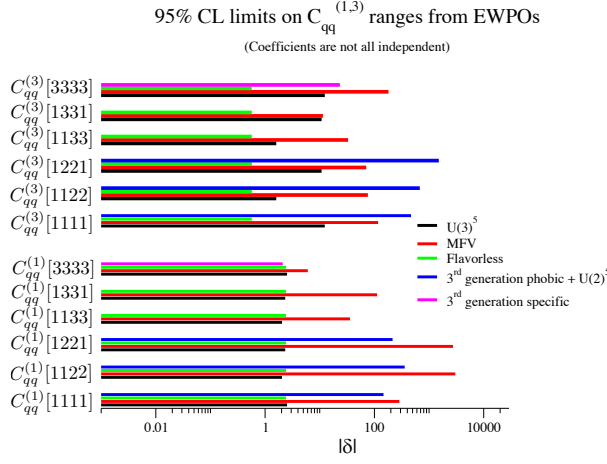 95% CL limits on C_qq^(1,3) ranges from EWPOs
(Coefficients are not all independent)
C_qq^(3)[3333]
C_qq^(3)[1331]
C_qq^(3)[1133]
C_qq^(3)[1221]
C_qq^(3)[1122]
C_qq^(3)[1111]
U(3)^5
MFV
Flavorless
3^rd generation phobic + U(2)^5
3^rd generation specific
C_qq^(1)[3333]
C_qq^(1)[1331]
C_qq^(1)[1133]
C_qq^(1)[1221]
C_qq^(1)[1122]
C_qq^(1)[1111]
0.01 1 100 10000
|δ|